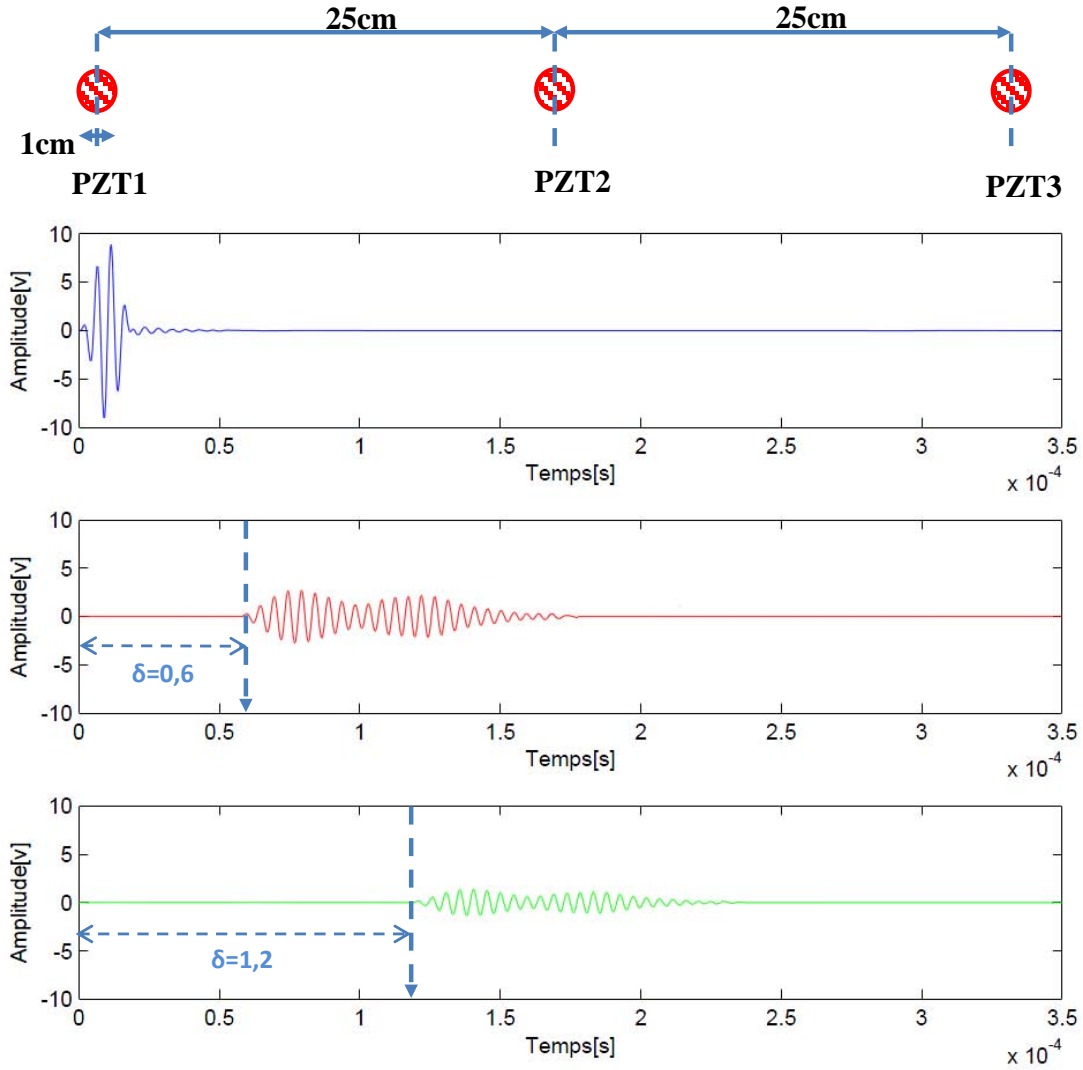 25cm 25cm
1cm
PZT1 PZT2 PZT3
10
5
0
-5
-10
Amplitude[v]
0 0.5 1 1.5 2 2.5 3 3.5
Temps[s]
x 10-4
10
5
0
-5
-10
Amplitude[v]
δ=0,6
0 0.5 1 1.5 2 2.5 3 3.5
Temps[s]
x 10-4
10
5
0
-5
-10
Amplitude[v]
δ=1,2
0 0.5 1 1.5 2 2.5 3 3.5
Temps[s]
x 10-4